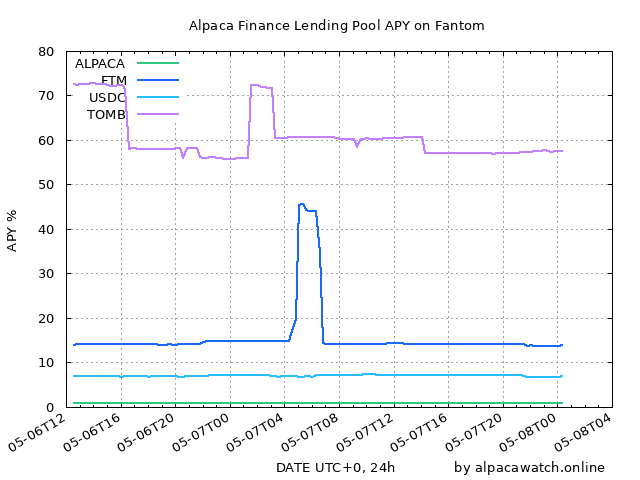 Alpaca Finance Lending Pool APY on Fantom
80
70
60
50
40
30
20
10
0
APY %
ALPACA
FTM
USDC
TOMB
05-06T12
05-06T16
05-06T20
05-07T00
05-07T04
05-07T08
05-07T12
05-07T16
05-07T20
05-08T00
05-08T04
DATE UTC+0, 24h
by alpacawatch.online